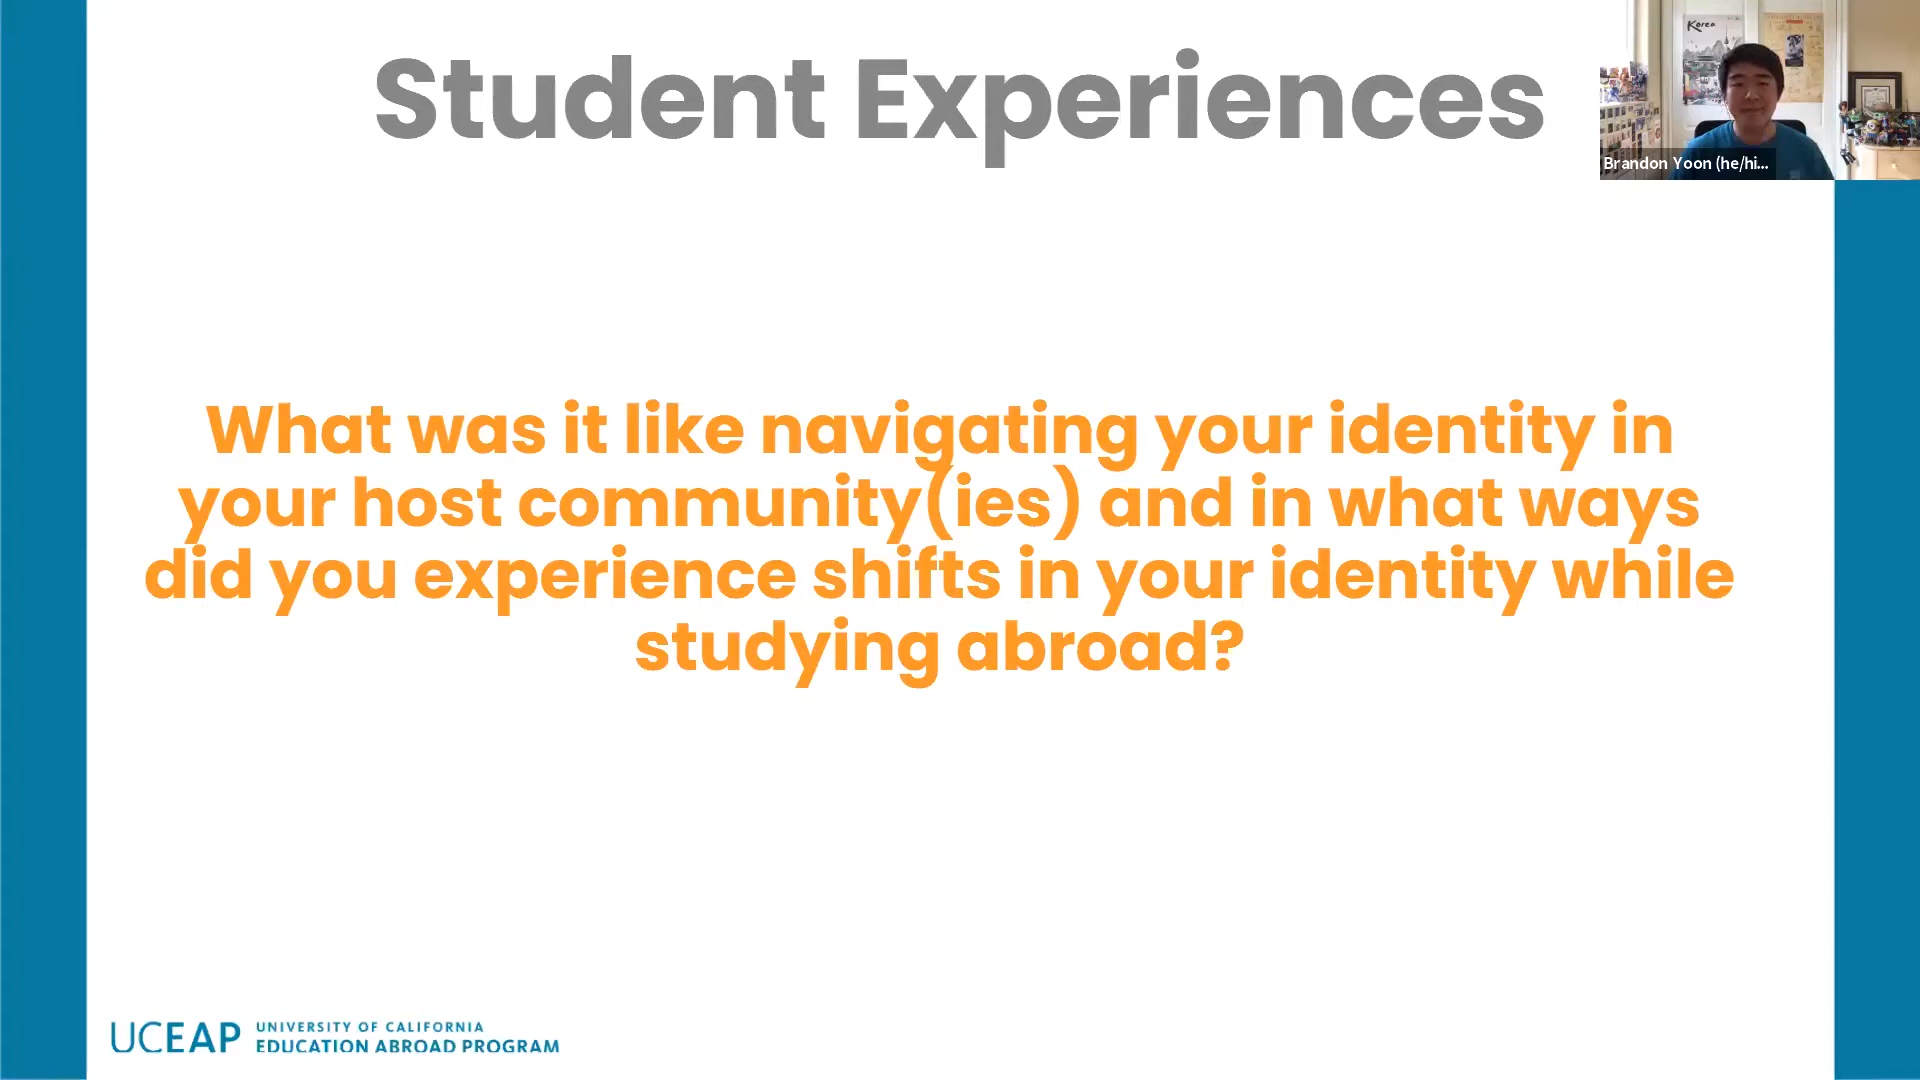 Student Experiences
Korea
Brandon Yoon (he/hi...
What was it like navigating your identity in
your host community(ies) and in what ways
did you experience shifts in your identity while
studying abroad?
UCEAP
UNIVERSITY OF CALIFORNIA
EDUCATION ABROAD PROGRAM